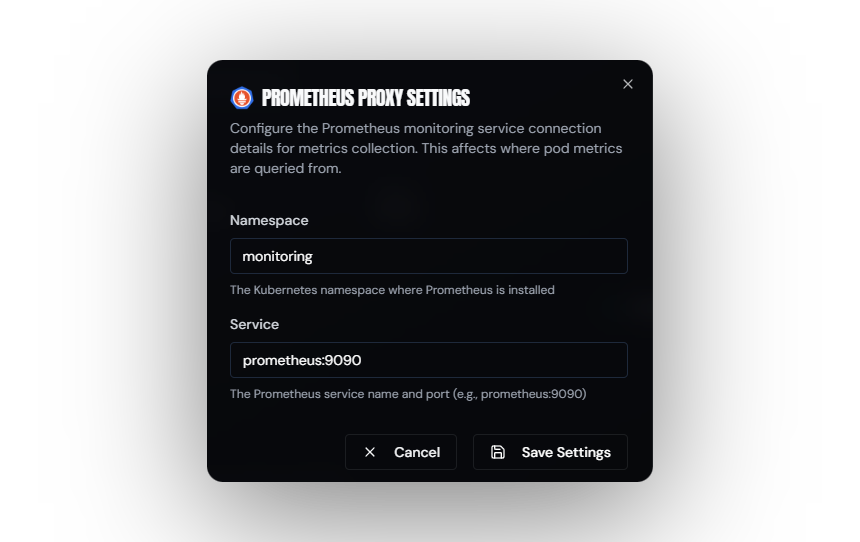 PROMETHEUS PROXY SETTINGS
Configure the Prometheus monitoring service connection
details for metrics collection. This affects where pod metrics
are queried from.
Namespace
monitoring
The Kubernetes namespace where Prometheus is installed
Service
prometheus:9090
The Prometheus service name and port (e.g., prometheus:9090)
Cancel
Save Settings